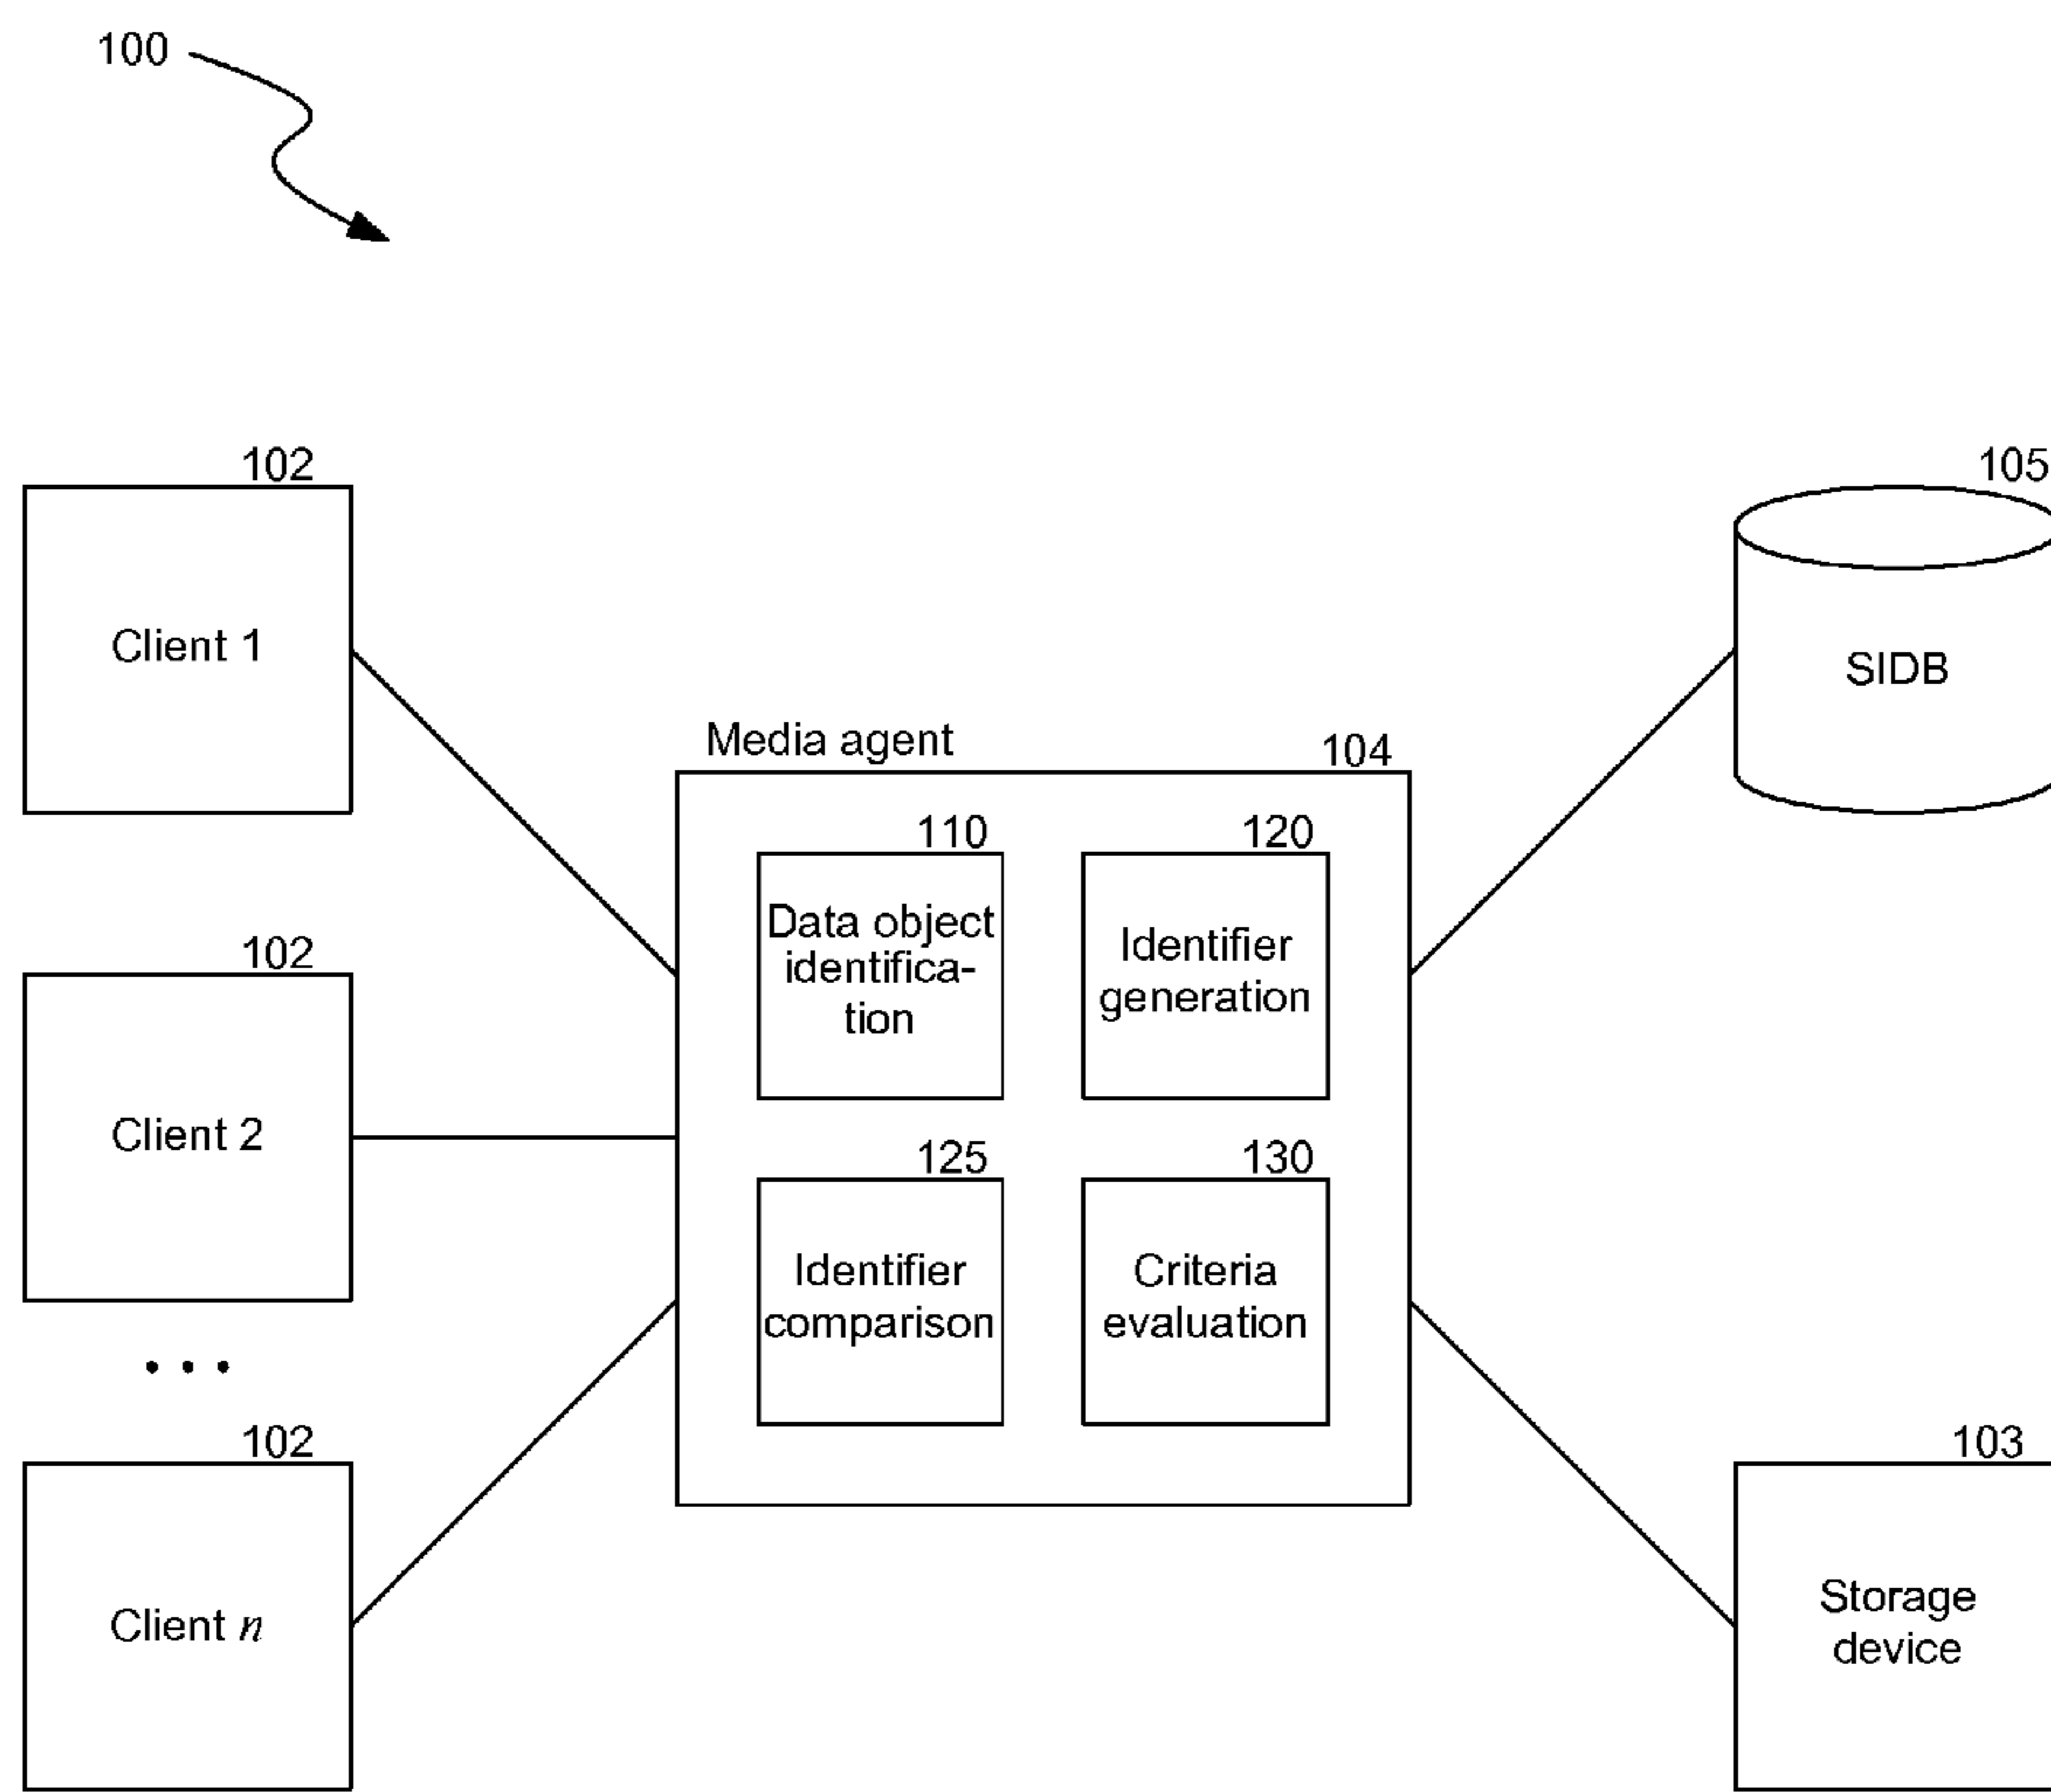 100
102
Client 1
102
Client 2
102
Client n
Media agent
104
110
Data object
identifica-
tion
120
Identifier
generation
125
Identifier
comparison
130
Criteria
evaluation
105
SIDB
103
Storage
device